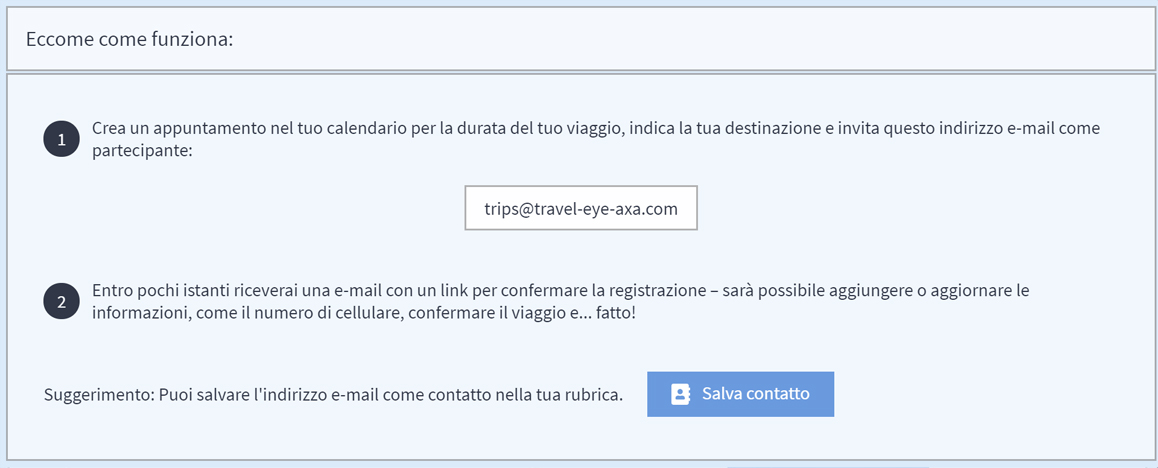 Eccome come funziona:
1
Crea un appuntamento nel tuo calendario per la durata del tuo viaggio, indica la tua destinazione e invita questo indirizzo e-mail come
partecipante:
trips@travel-eye-axa.com
2
Entro pochi istanti riceverai una e-mail con un link per confermare la registrazione – sarà possibile aggiungere o aggiornare le
informazioni, come il numero di cellulare, confermare il viaggio e... fatto!
Suggerimento: Puoi salvare l'indirizzo e-mail come contatto nella tua rubrica.
Salva contatto